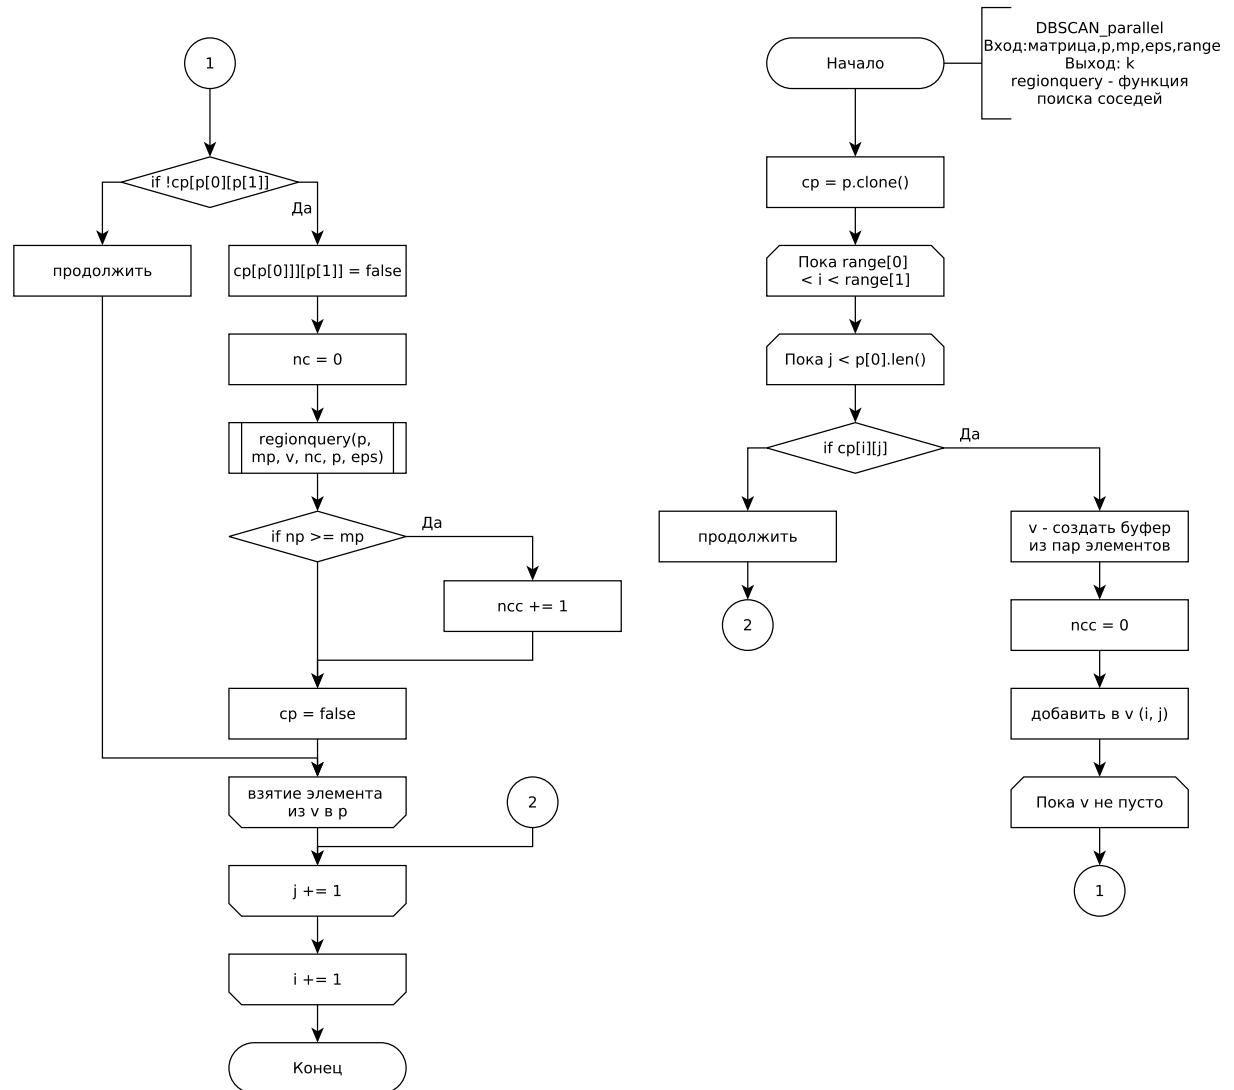 1
if !cp[p[0][p[1]]
Да
продолжить
cp[p[0]]][p[1]] = false
nc = 0
regionquery(p,
mp, v, nc, p, eps)
if np >= mp
Да
ncc += 1
cp = false
взятие элемента
из v в p
2
j += 1
i += 1
Конец
Начало
DBSCAN_parallel
Вход:матрица,p,mp,eps,range
Выход: k
regionquery - функция
поиска соседей
cp = p.clone()
Пока range[0]
< i < range[1]
Пока j < p[0].len()
if cp[i][j]
Да
продолжить
2
v - создать буфер
из пар элементов
ncc = 0
добавить в v (i, j)
Пока v не пусто
1